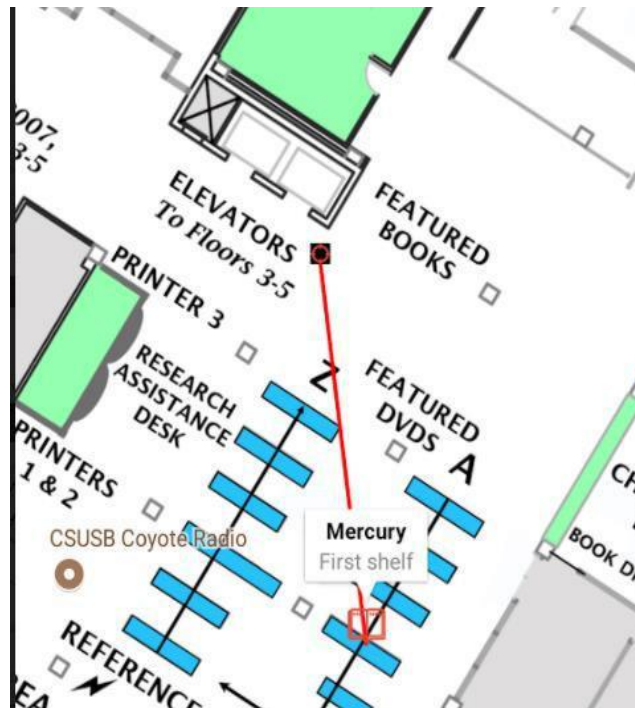 007,
3-5
ELEVATORS
To Floors 3-5
FEATURED
BOOKS
PRINTER 3
RESEARCH
ASSISTANCE
DESK
Z
FEATURED
DVDS
A
PRINTERS
1 & 2
CSUSB Coyote Radio
Mercury
First shelf
CH
BOOK D
REFERENCE
EA